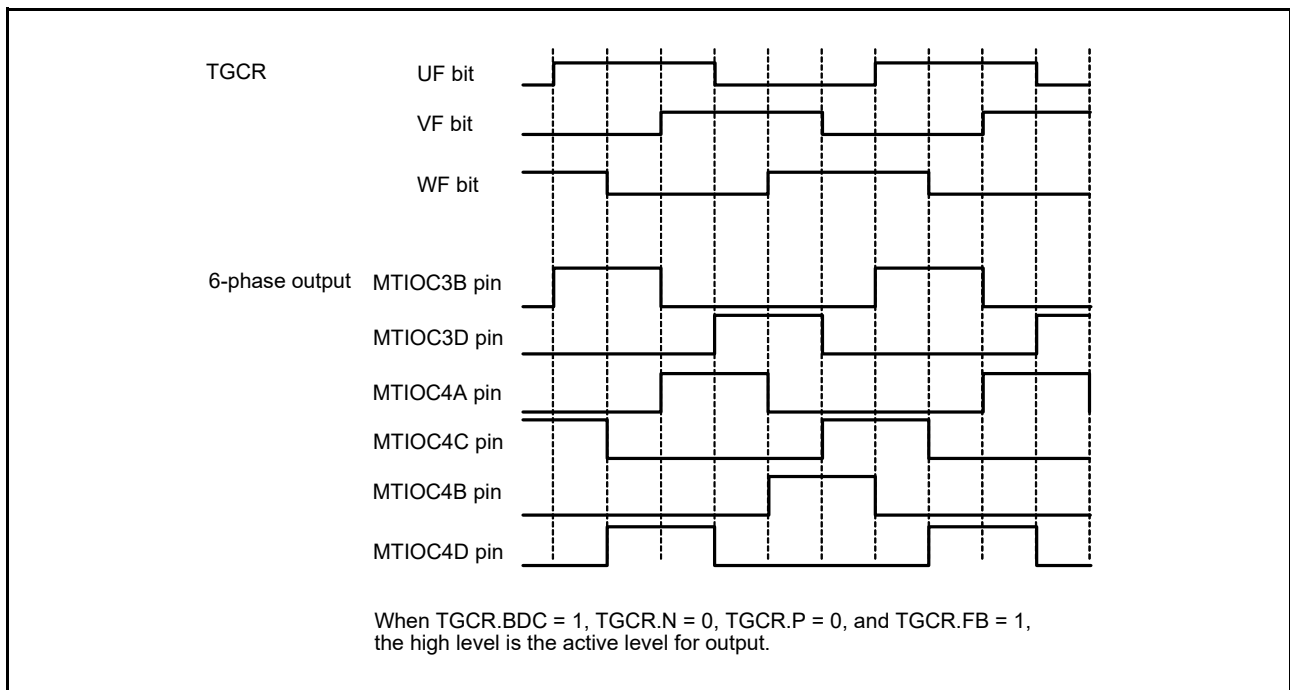 TGCR UF bit
VF bit
WF bit
6-phase output MTIOC3B pin
MTIOC3D pin
MTIOC4A pin
MTIOC4C pin
MTIOC4B pin
MTIOC4D pin
When TGCR.BDC = 1, TGCR.N = 0, TGCR.P = 0, and TGCR.FB = 1,
the high level is the active level for output.